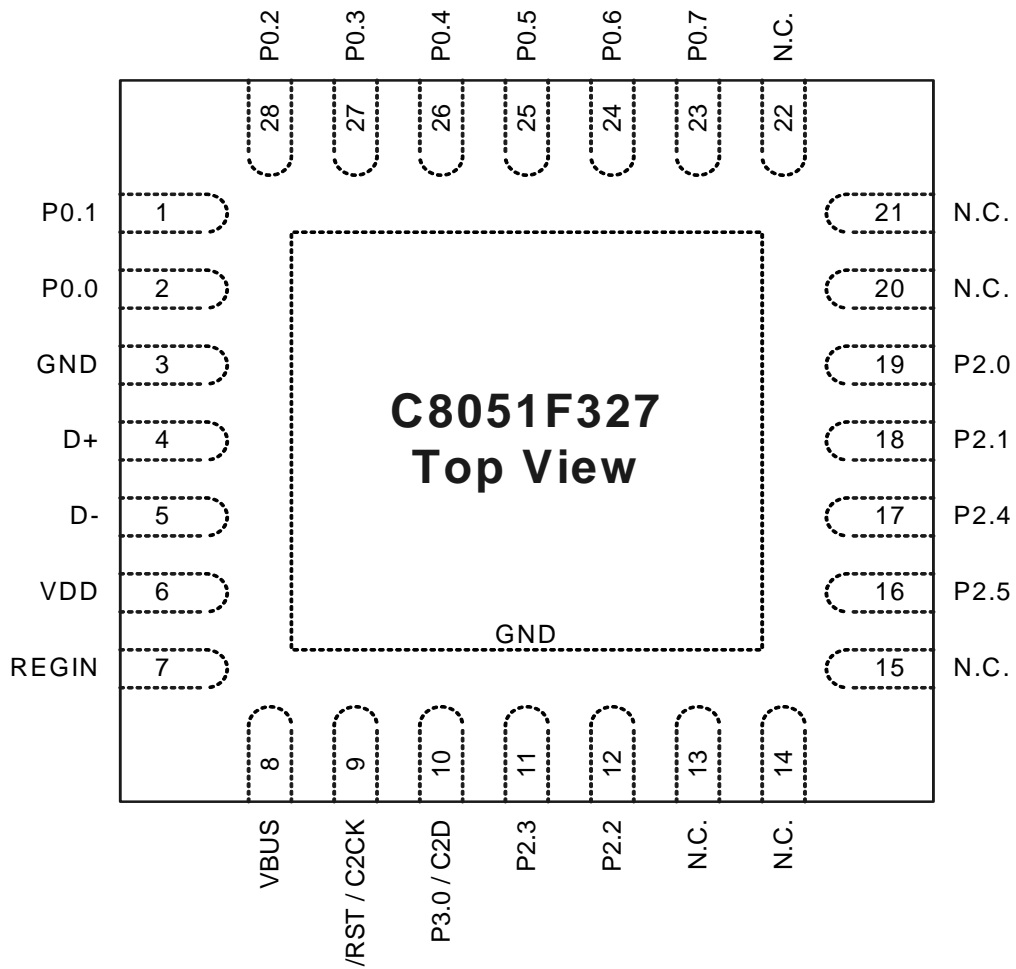 P0.2
P0.3
P0.4
P0.5
P0.6
P0.7
N.C.
28
27
26
25
24
23
22
P0.1
1
21
N.C.
P0.0
2
20
N.C.
GND
3
19
P2.0
D+
4
18
P2.1
D-
5
17
P2.4
VDD
6
16
P2.5
REGIN
7
15
N.C.
C8051F327
Top View
GND
8
9
10
11
12
13
14
VBUS
/RST / C2CK
P3.0 / C2D
P2.3
P2.2
N.C.
N.C.